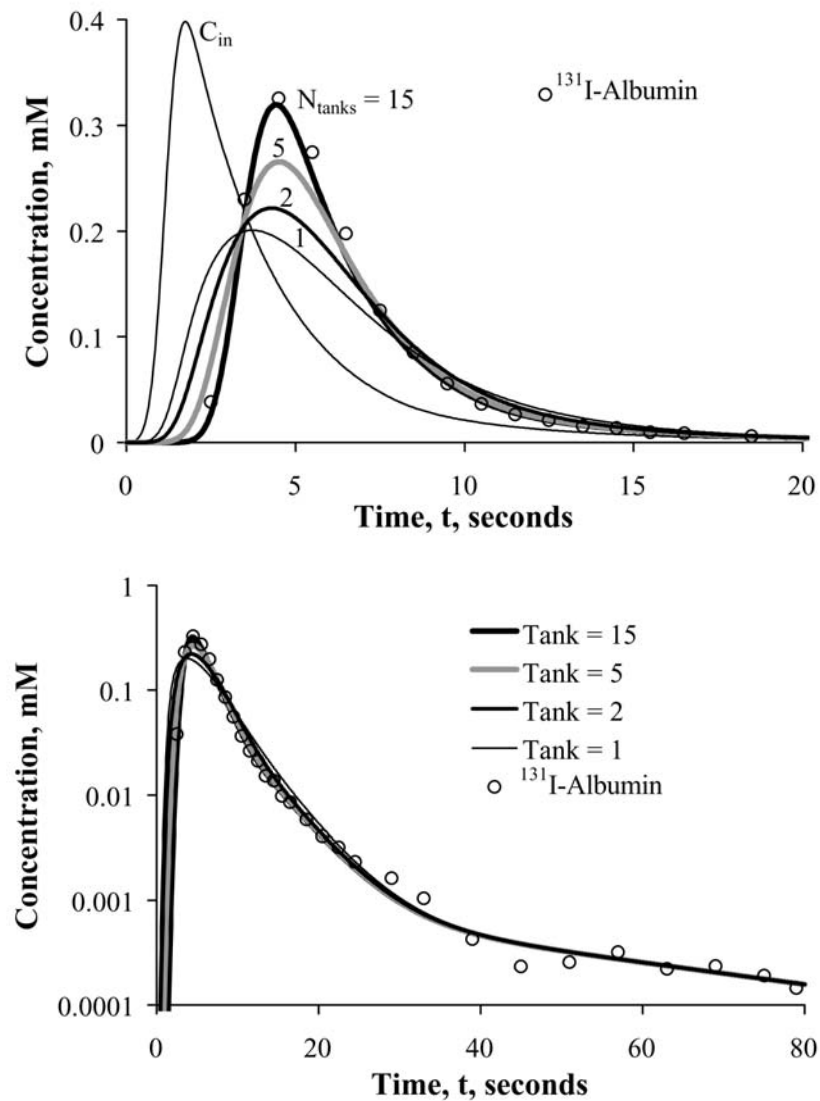 0.4
C_in
¹³¹I-Albumin
N_tanks = 15
0.3
5
2
0.2
1
0.1
0
Concentration, mM
0 5 10 15 20
Time, t, seconds
1
Tank = 15
Tank = 5
0.1
Tank = 2
Tank = 1
¹³¹I-Albumin
0.01
0.001
0.0001
Concentration, mM
0 20 40 60 80
Time, t, seconds